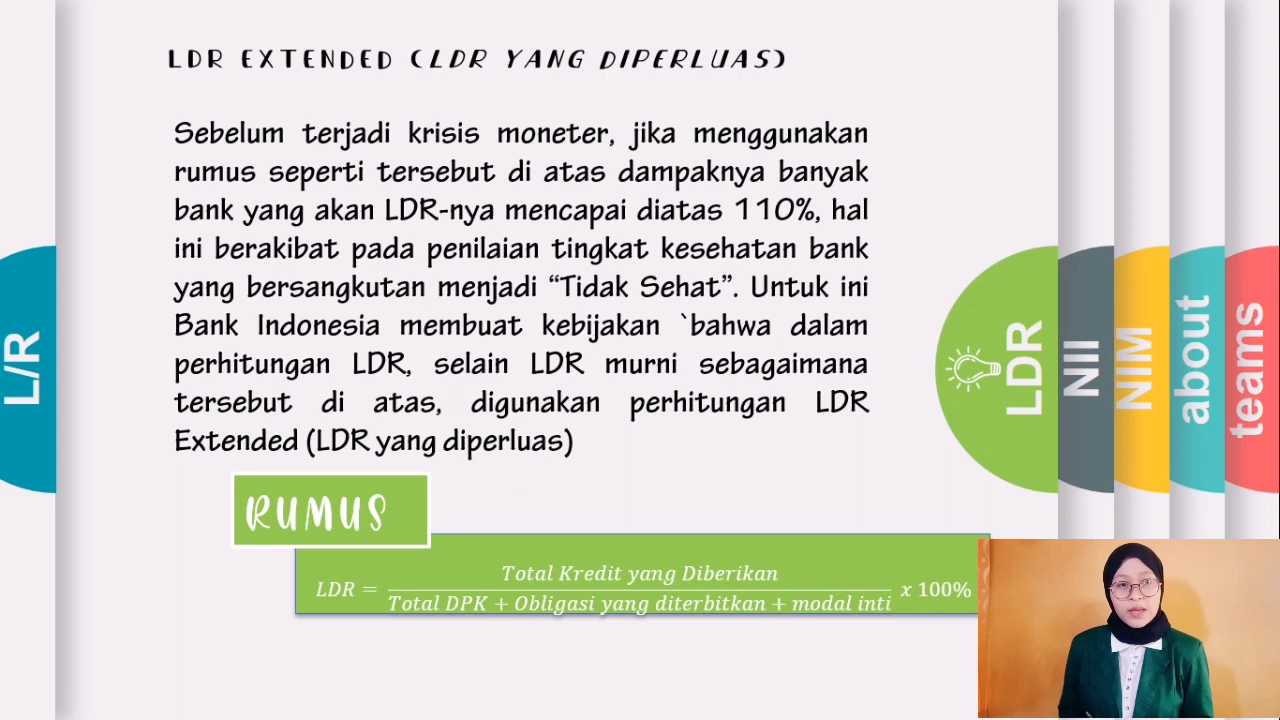 LDR EXTENDED (LDR YANG DIPERLUAS)
Sebelum terjadi krisis moneter, jika menggunakan
rumus seperti tersebut di atas dampaknya banyak
bank yang akan LDR-nya mencapai diatas 110%, hal
ini berakibat pada penilaian tingkat kesehatan bank
yang bersangkutan menjadi “Tidak Sehat”. Untuk ini
Bank Indonesia membuat kebijakan `bahwa dalam
perhitungan LDR, selain LDR murni sebagaimana
tersebut di atas, digunakan perhitungan LDR
Extended (LDR yang diperluas)
RUMUS
LDR = Total Kredit yang Diberikan / Total DPK + Obligasi yang diterbitkan + modal inti x 100%
L/R
LDR
NII
NIM
about
teams